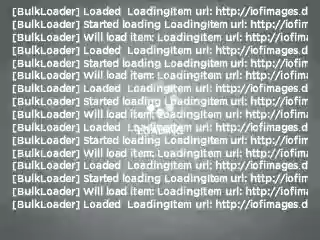 [BulkLoader] Loaded LoadingItem url: http://iofimages.d
[BulkLoader] Started loading LoadingItem url: http://iofin
[BulkLoader] Will load item: LoadingItem url: http://iofima
[BulkLoader] Loaded LoadingItem url: http://iofimages.d
[BulkLoader] Started loading LoadingItem url: http://iofin
[BulkLoader] Will load item: LoadingItem url: http://iofima
[BulkLoader] Loaded LoadingItem url: http://iofimages.d
[BulkLoader] Started loading LoadingItem url: http://iofin
[BulkLoader] Will load item: LoadingItem url: http://iofima
[BulkLoader] Loaded LoadingItem url: http://iofimages.d
[BulkLoader] Started loading LoadingItem url: http://iofin
[BulkLoader] Will load item: LoadingItem url: http://iofima
[BulkLoader] Loaded LoadingItem url: http://iofimages.d
[BulkLoader] Started loading LoadingItem url: http://iofin
[BulkLoader] Will load item: LoadingItem url: http://iofima
[BulkLoader] Loaded LoadingItem url: http://iofimages.d